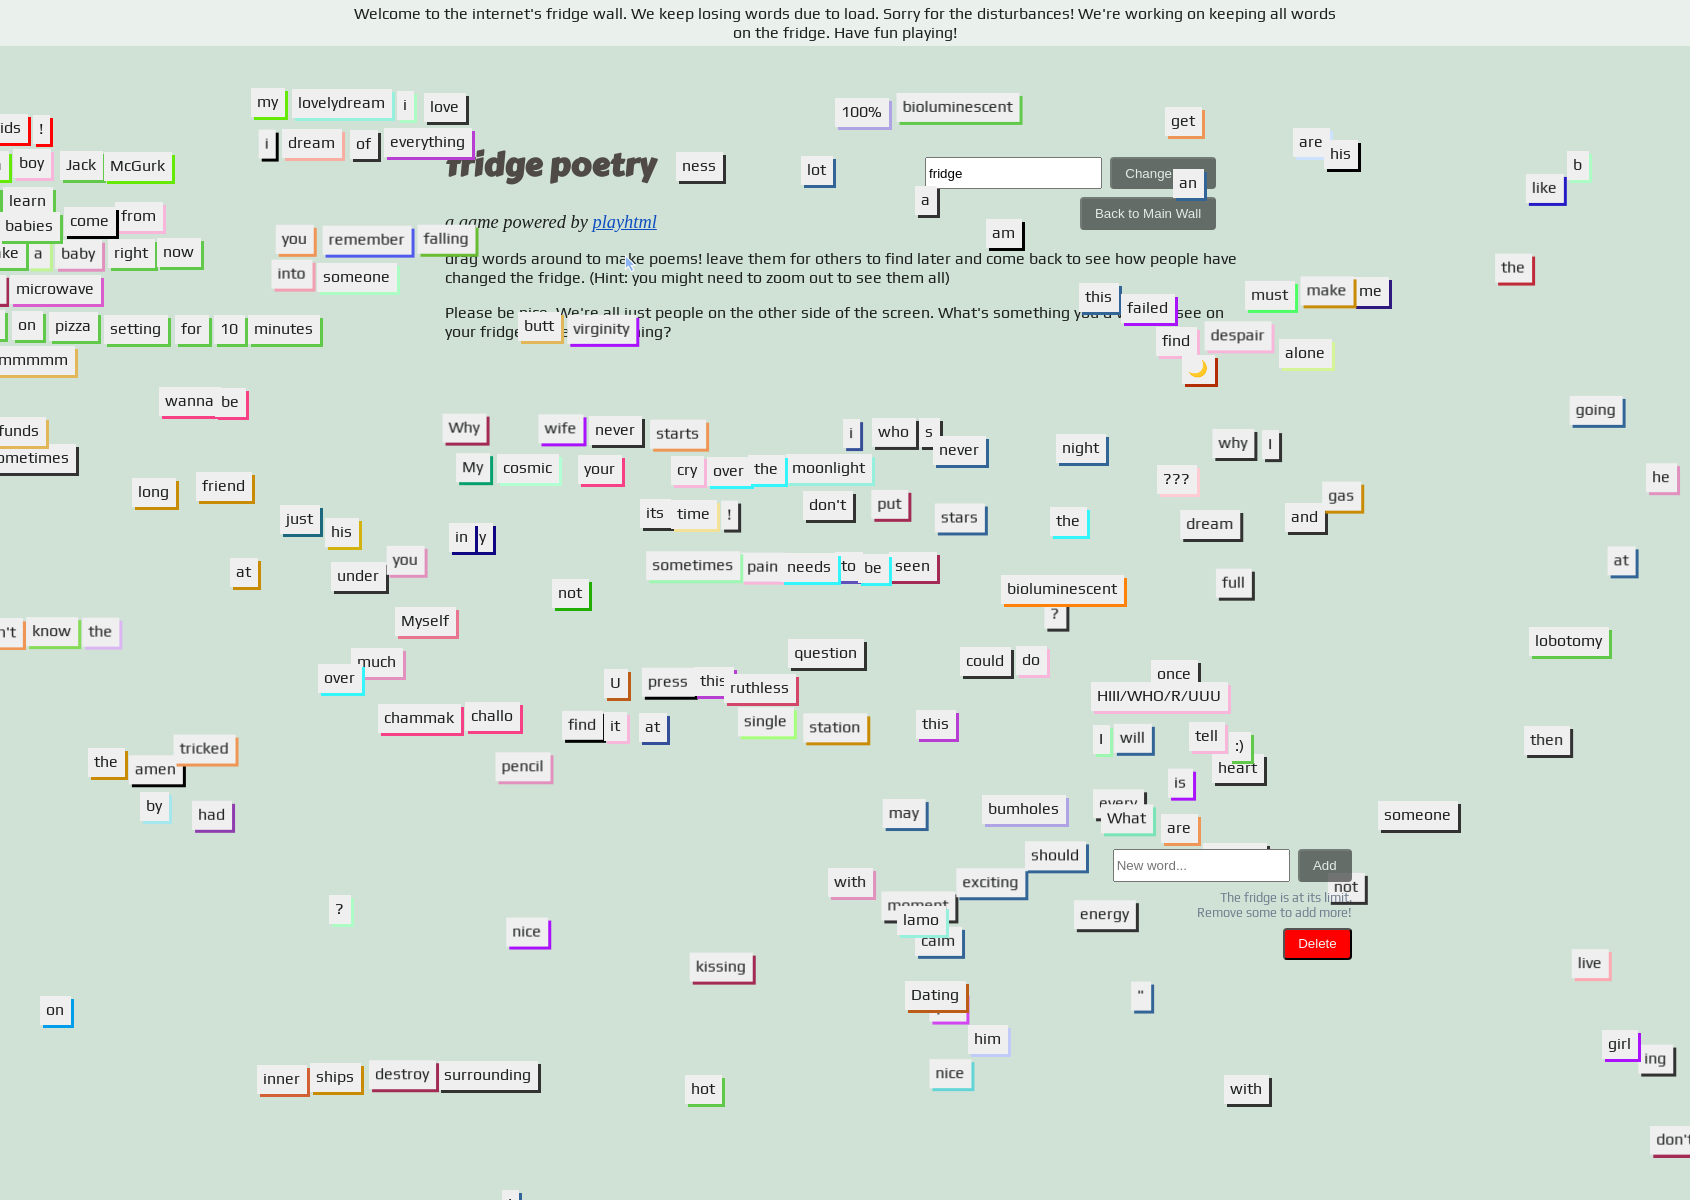 Welcome to the internet's fridge wall. We keep losing words due to load. Sorry for the disturbances! We're working on keeping all words
on the fridge. Have fun playing!
my lovelydream i love
100% bioluminescent
get
ids !
i dream of everything
are his
boy Jack McGurk
fridge poetry
ness
lot
fridge
Change
an
b
like
learn
a
babies come from
a game powered by playhtml
Back to Main Wall
am
you remember falling
ke a baby right now
drag words around to make poems! leave them for others to find later and come back to see how people have
changed the fridge. (Hint: you might need to zoom out to see them all)
into someone
the
microwave
this failed
must make me
Please be nice. We're all just people on the other side of the screen. What's something you'd see on
your fridge ing?
on pizza setting for 10 minutes
butt virginity
find despair alone
🌙
mmmmm
wanna be
going
funds
Why wife never starts
i who s never
night
why I
ometimes
My cosmic your
cry over the moonlight
???
he
long friend
gas
its time !
don't put
stars
the
dream
and
just his
in y
at
under you
sometimes pain needs to be seen
at
not
bioluminescent
full
?
Myself
n't know the
lobotomy
question
could do
once
much
over
U
press this ruthless
HIII/WHO/R/UUU
chammak challo
find it at
single station
this
I will
tell :)
then
heart
the amen tricked
pencil
is
by had
may
bumholes
every
What are
someone
should
New word...
Add
with
exciting
not
The fridge is at its limit.
Remove some to add more!
moment
lamo
calm
energy
?
nice
Delete
kissing
live
Dating
"
on
him
girl ing
inner ships destroy surrounding
nice
hot
with
don't